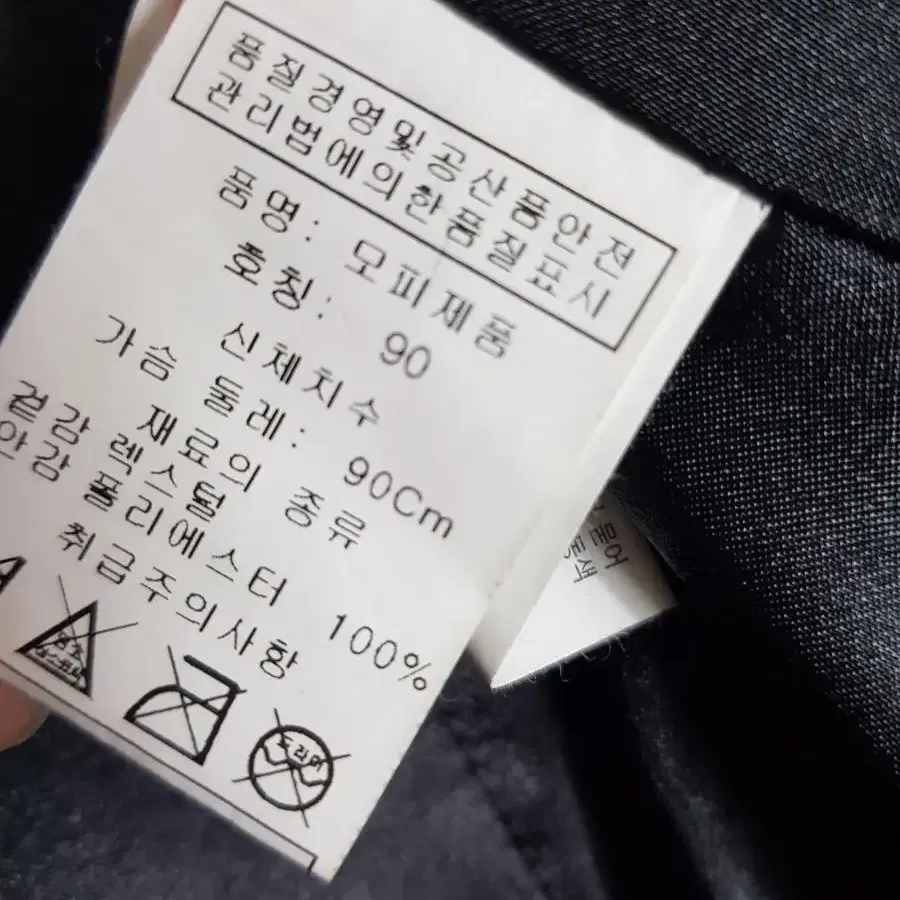 품질경영및공산품안전
관리법에의한품질표시
품명: 모피제품
호칭: 90
신체치수
가슴 둘레: 90Cm
재료의 종류
겉감 렉스털
안감 폴리에스터 100%
취급주의사항
드라이